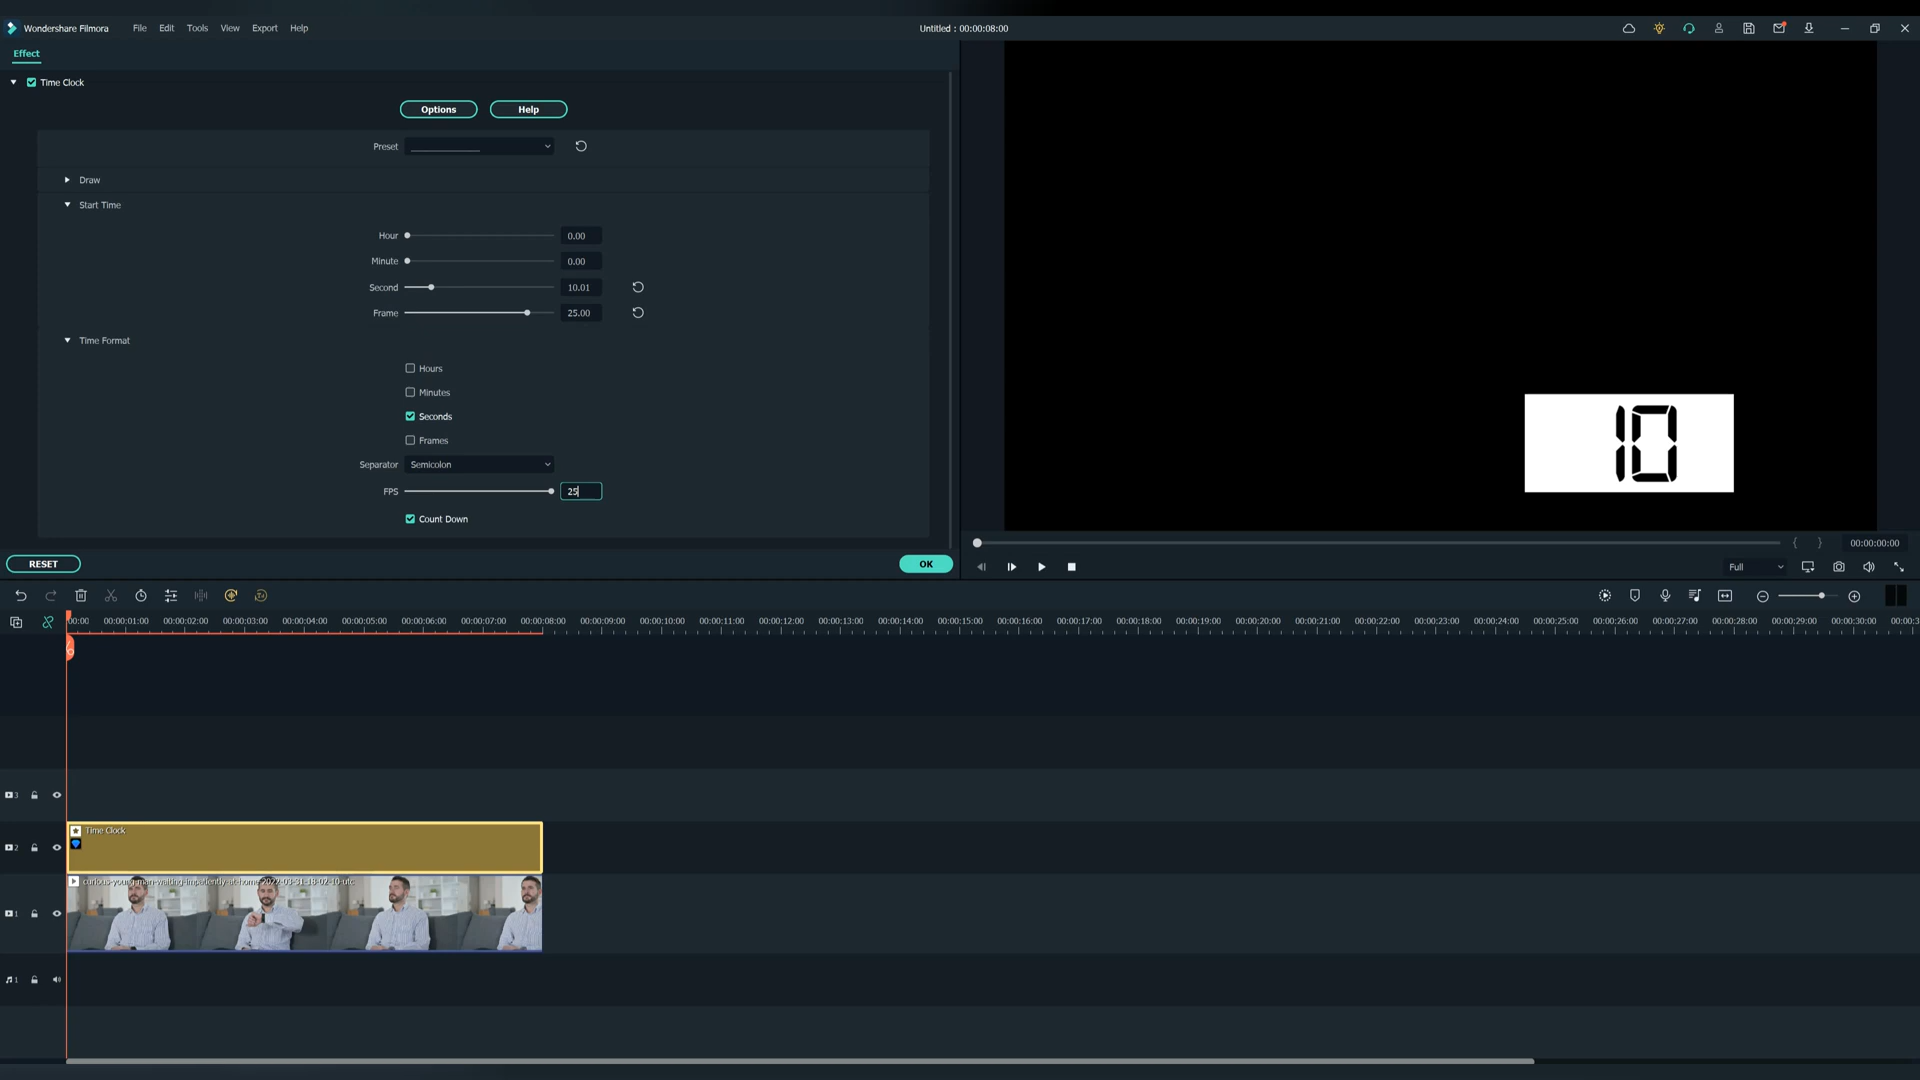 Wondershare Filmora File Edit Tools View Export Help Untitled : 00:00:08:00
Effect
Time Clock
Options Help
Preset
Draw
Start Time
Hour 0.00
Minute 0.00
Second 10.01
Frame 25.00
Time Format
Hours
Minutes
Seconds
Frames
Separator Semicolon
FPS 25
Count Down
RESET OK
10
{ } 00:00:00:00
Full
00:00 00:00:01:00 00:00:02:00 00:00:03:00 00:00:04:00 00:00:05:00 00:00:06:00 00:00:07:00 00:00:08:00 00:00:09:00 00:00:10:00 00:00:11:00 00:00:12:00 00:00:13:00 00:00:14:00 00:00:15:00 00:00:16:00 00:00:17:00 00:00:18:00 00:00:19:00 00:00:20:00 00:00:21:00 00:00:22:00 00:00:23:00 00:00:24:00 00:00:25:00 00:00:26:00 00:00:27:00 00:00:28:00 00:00:29:00 00:00:30:00 00:00:3
3
Time Clock
2
curious-young-man-waiting-impatiently-at-home-2022-03-31-18-02-10-utc
1
1